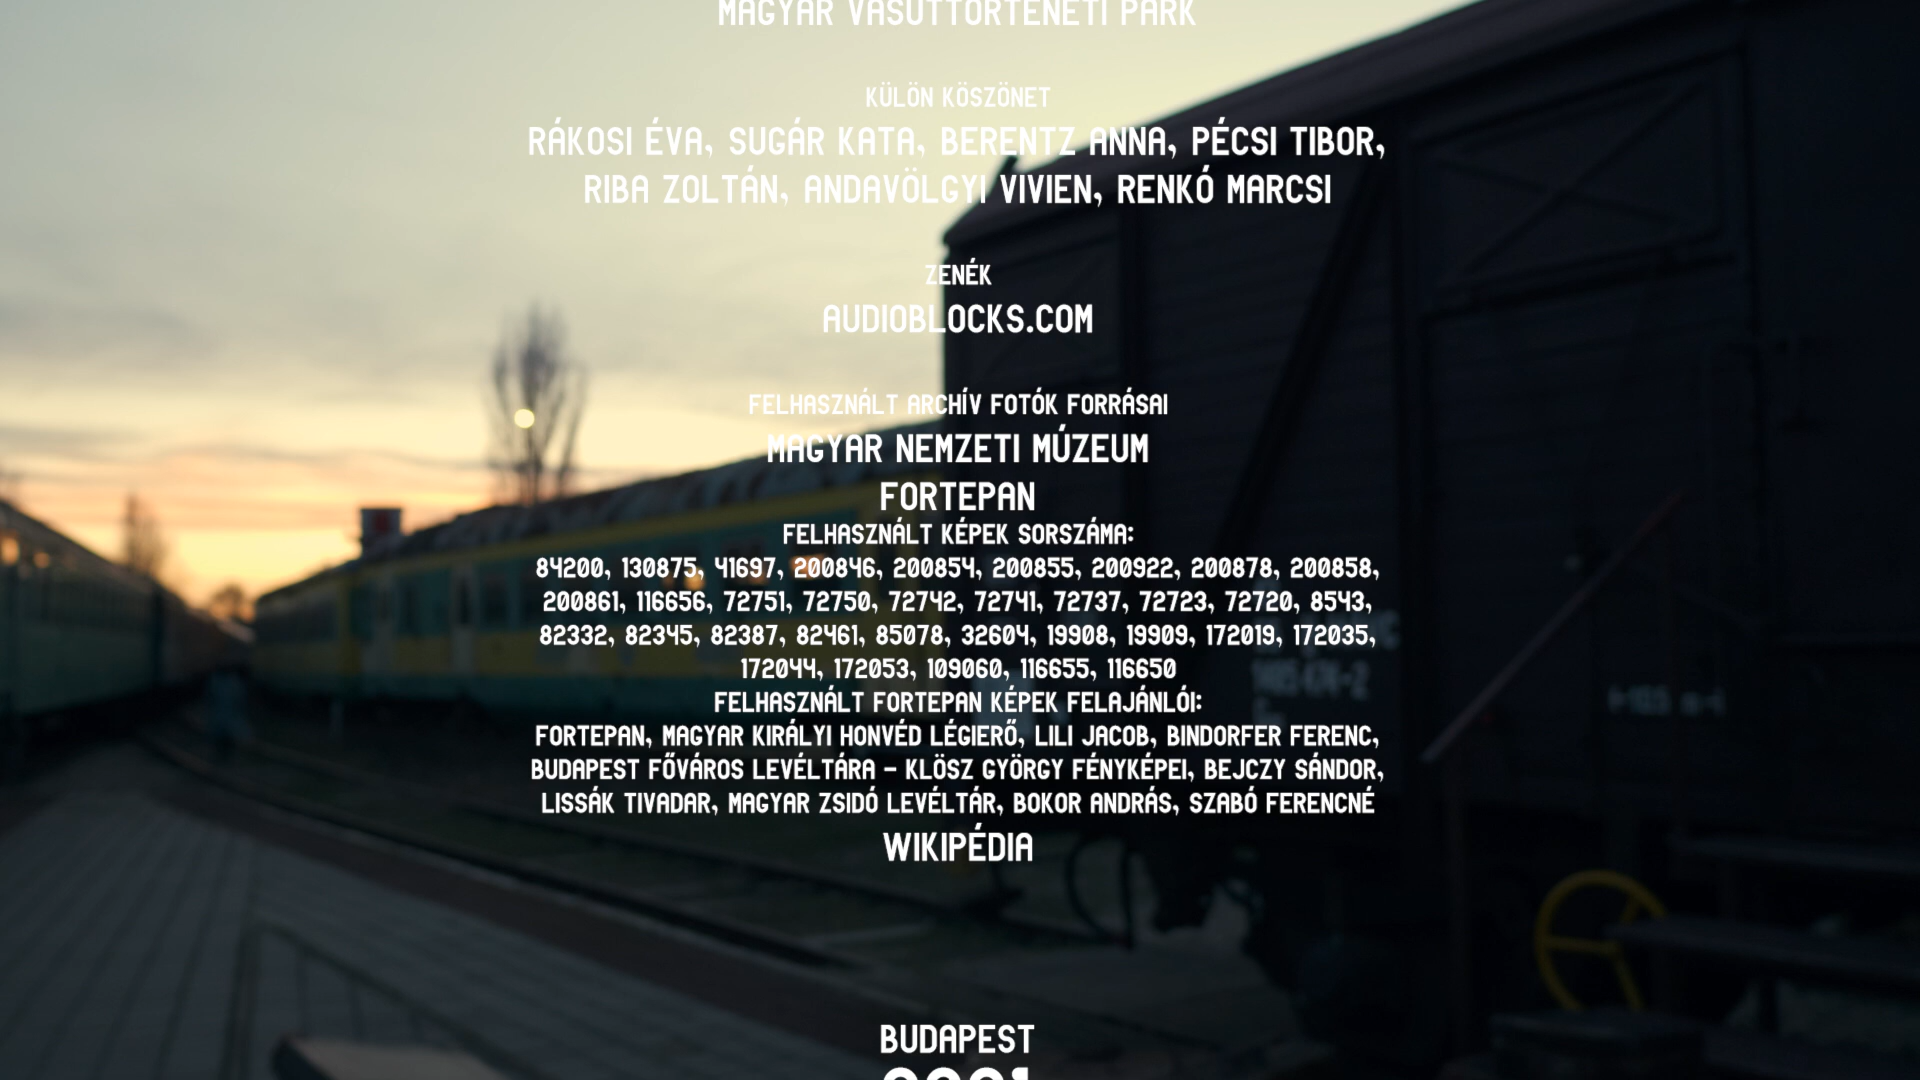 MAGYAR VASÚTTÖRTÉNETI PARK
KÜLÖN KÖSZÖNET
RÁKOSI ÉVA, SUGÁR KATA, BERENTZ ANNA, PÉCSI TIBOR,
RIBA ZOLTÁN, ANDAVÖLGYI VIVIEN, RENKÓ MARCSI
ZENÉK
AUDIOBLOCKS.COM
FELHASZNÁLT ARCHÍV FOTÓK FORRÁSAI
MAGYAR NEMZETI MÚZEUM
FORTEPAN
FELHASZNÁLT KÉPEK SORSZÁMA:
84200, 130875, 41697, 200846, 200854, 200855, 200922, 200878, 200858,
200861, 116656, 72751, 72750, 72742, 72741, 72737, 72723, 72720, 8543,
82332, 82345, 82387, 82461, 85078, 32604, 19908, 19909, 172019, 172035,
172044, 172053, 109060, 116655, 116650
FELHASZNÁLT FORTEPAN KÉPEK FELAJÁNLÓI:
FORTEPAN, MAGYAR KIRÁLYI HONVÉD LÉGIERŐ, LILI JACOB, BINDORFER FERENC,
BUDAPEST FŐVÁROS LEVÉLTÁRA - KLÖSZ GYÖRGY FÉNYKÉPEI, BEJCZY SÁNDOR,
LISSÁK TIVADAR, MAGYAR ZSIDÓ LEVÉLTÁR, BOKOR ANDRÁS, SZABÓ FERENCNÉ
WIKIPÉDIA
BUDAPEST